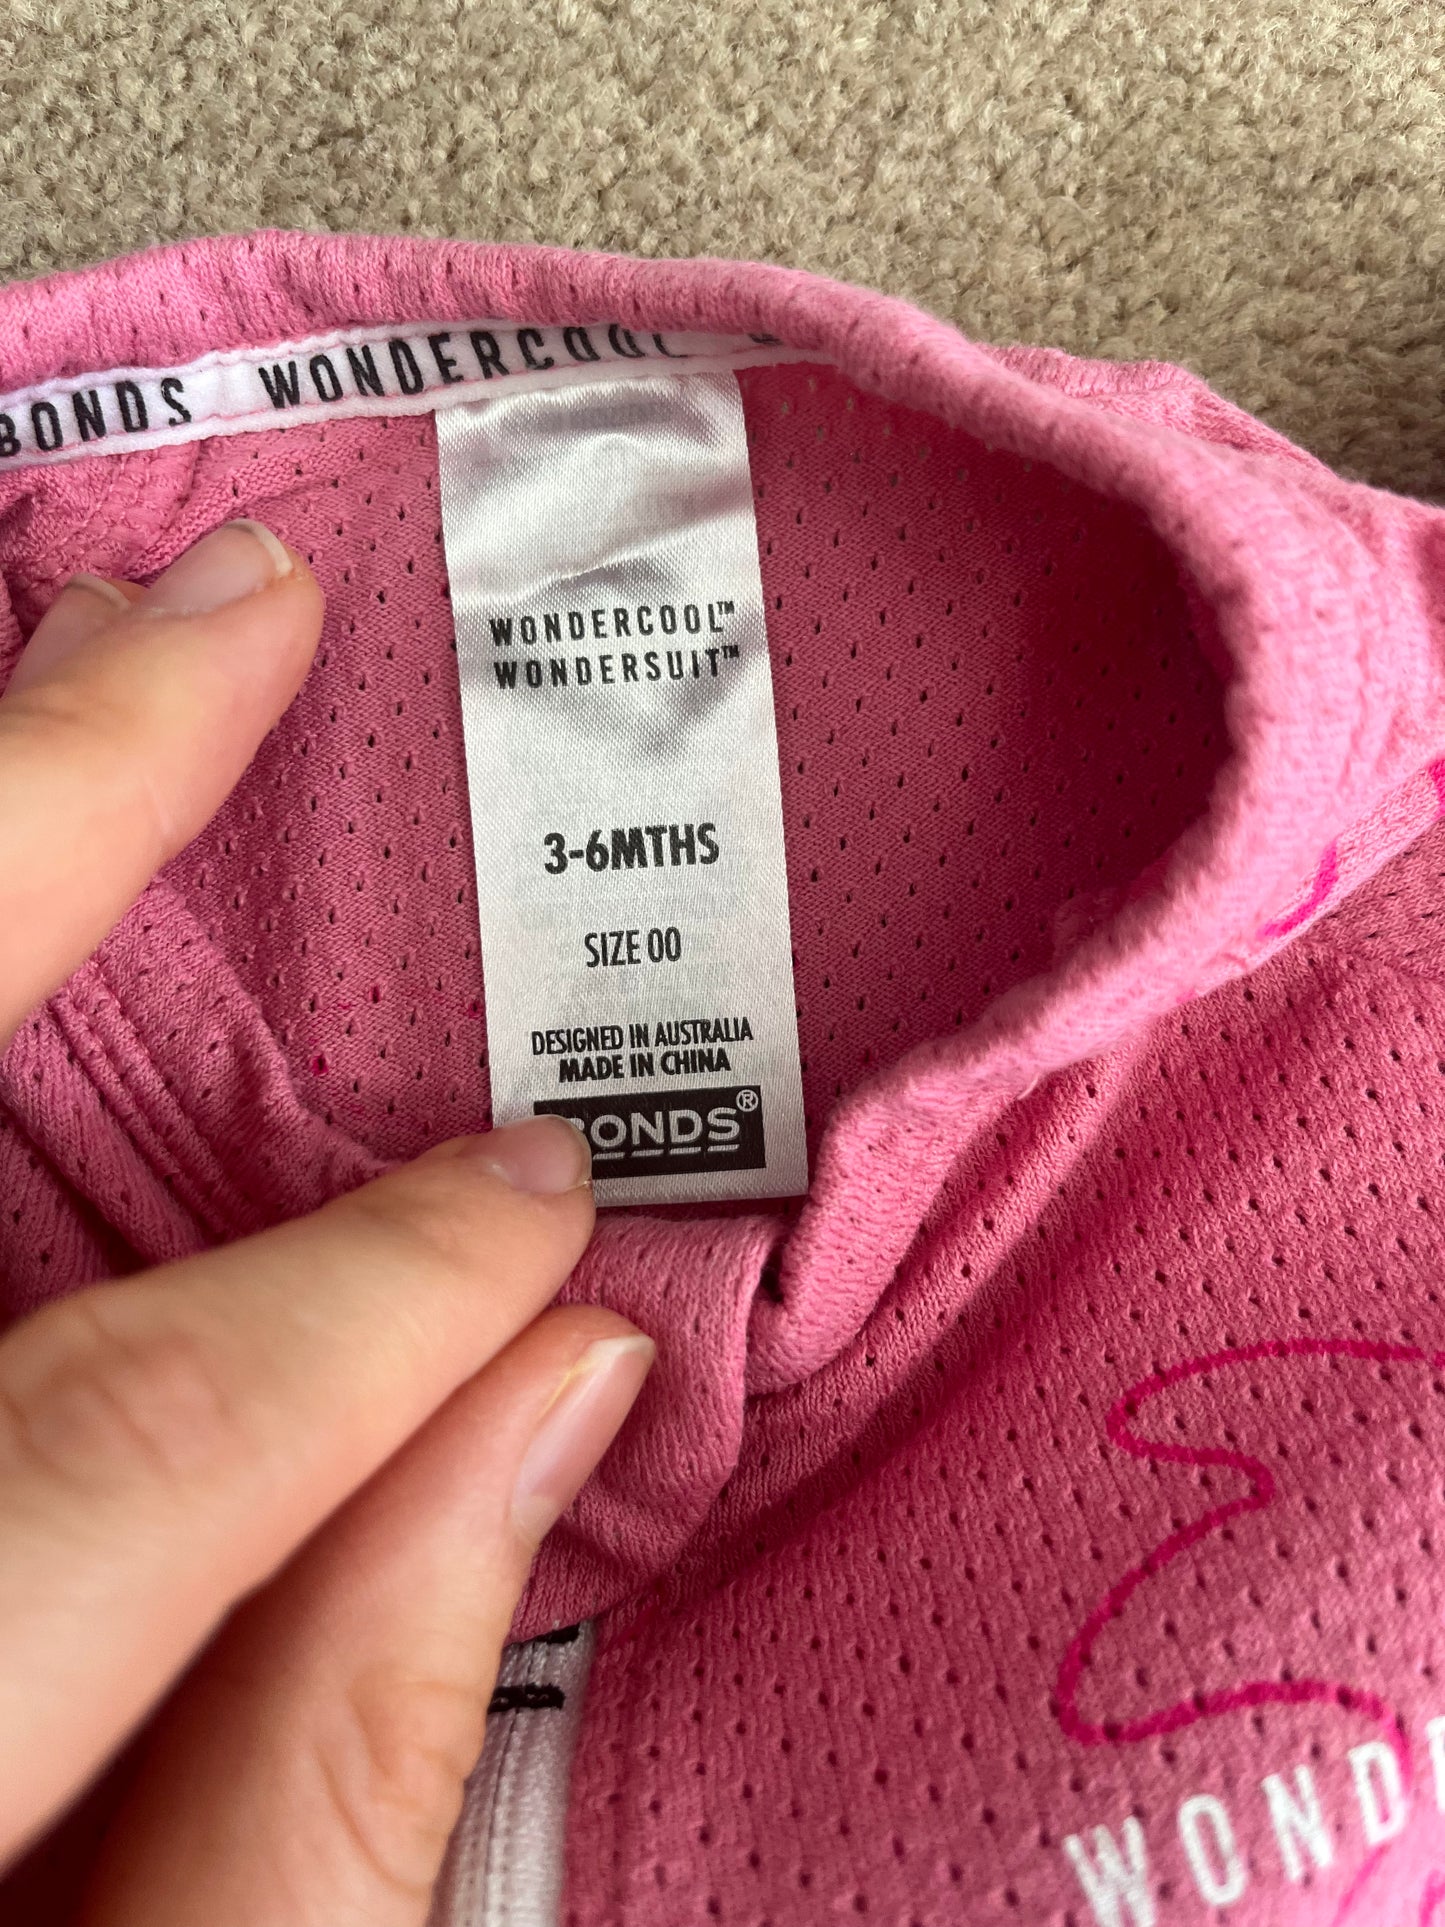 BONDS WONDERCOOL
WONDERCOOL™
WONDERSUIT™
3-6MTHS
SIZE 00
DESIGNED IN AUSTRALIA
MADE IN CHINA
BONDS®
WOND